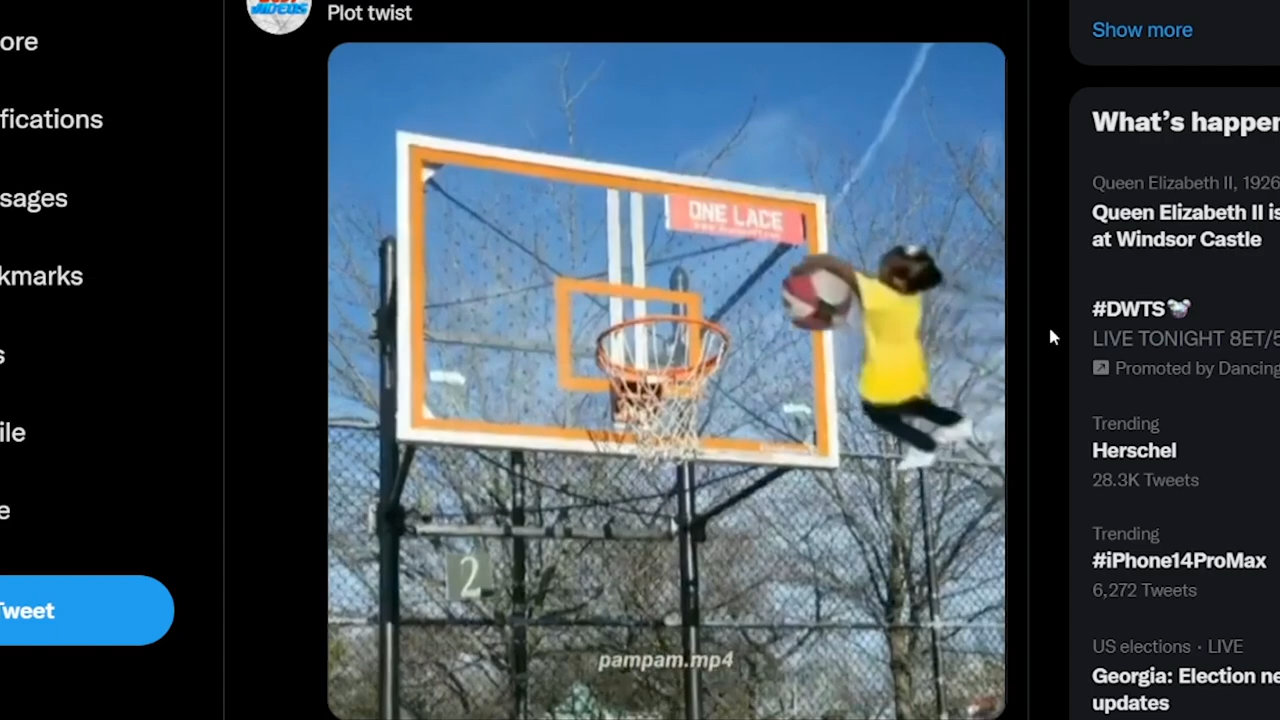 VIDEOS
Plot twist
ore
fications
sages
kmarks
s
ile
e
Tweet
ONE LACE
2
pampam.mp4
Show more
What's happen
Queen Elizabeth II, 1926
Queen Elizabeth II is
at Windsor Castle
#DWTS
LIVE TONIGHT 8ET/5
Promoted by Dancing
Trending
Herschel
28.3K Tweets
Trending
#iPhone14ProMax
6,272 Tweets
US elections · LIVE
Georgia: Election ne
updates